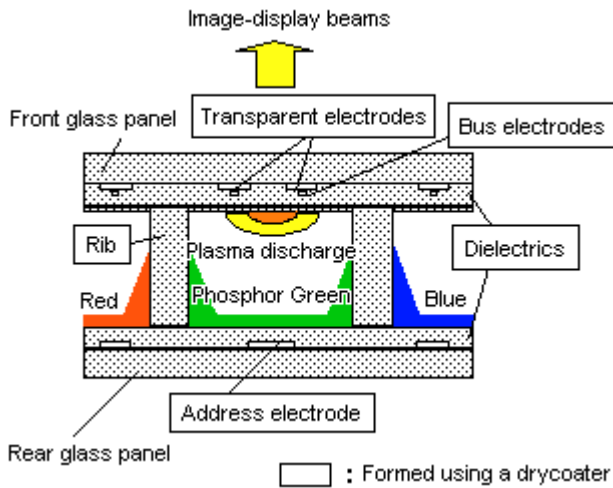 Image-display beams
Transparent electrodes
Front glass panel
Bus electrodes
Rib
Plasma discharge
Dielectrics
Red
Phosphor Green
Blue
Address electrode
Rear glass panel
: Formed using a drycoater